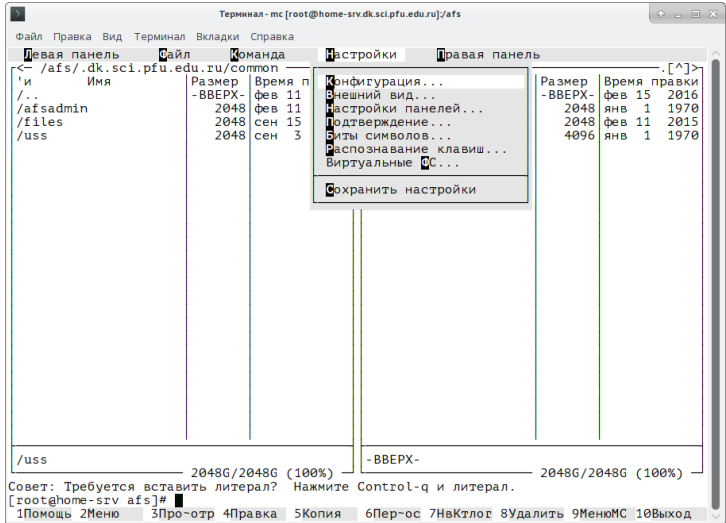 Терминал - mc [root@home-srv.dk.sci.pfu.edu.ru]:/afs
Файл Правка Вид Терминал Вкладки Справка
Левая панель Файл Команда Настройки Правая панель
<— /afs/.dk.sci.pfu.edu.ru/common .[^]>
'и Имя Размер Время п Конфигурация... Размер Время правки
/.. -ВВЕРХ- фев 11 Внешний вид... -ВВЕРХ- фев 15 2016
/afsadmin 2048 фев 11 Настройки панелей... 2048 янв 1 1970
/files 2048 сен 15 Подтверждение... 2048 фев 11 2015
/uss 2048 сен 3 Биты символов... 4096 янв 1 1970
Распознавание клавиш...
Виртуальные ФС...
Сохранить настройки
/uss -ВВЕРХ-
2048G/2048G (100%) 2048G/2048G (100%)
Совет: Требуется вставить литерал? Нажмите Control-q и литерал.
[root@home-srv afs]#
1Помощь 2Меню 3Про~отр 4Правка 5Копия 6Пер~ос 7НвКтлог 8Удалить 9МенюMC 10Выход